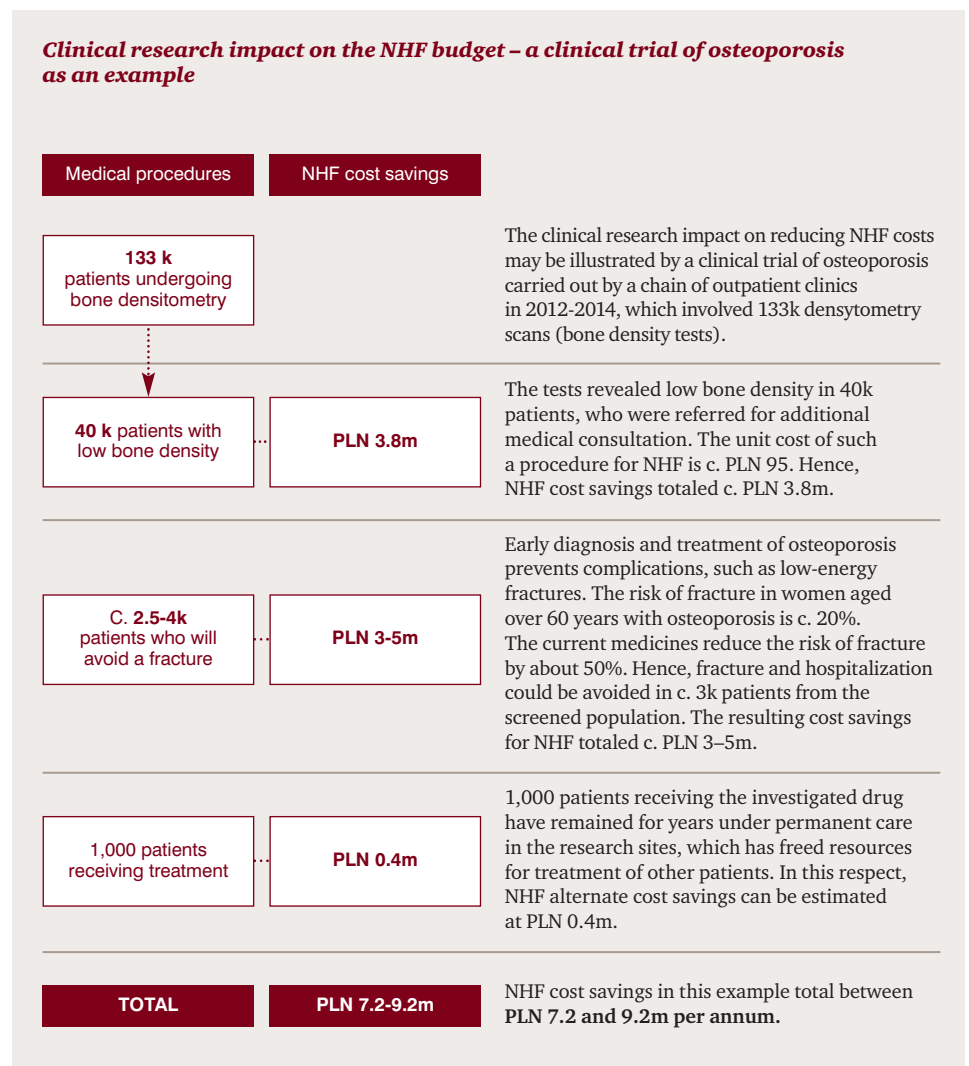 Clinical research impact on the NHF budget – a clinical trial of osteoporosis
as an example
Medical procedures
NHF cost savings
133 k
patients undergoing
bone densitometry
The clinical research impact on reducing NHF costs
may be illustrated by a clinical trial of osteoporosis
carried out by a chain of outpatient clinics
in 2012-2014, which involved 133k densytometry
scans (bone density tests).
40 k patients with
low bone density
PLN 3.8m
The tests revealed low bone density in 40k
patients, who were referred for additional
medical consultation. The unit cost of such
a procedure for NHF is c. PLN 95. Hence,
NHF cost savings totaled c. PLN 3.8m.
C. 2.5-4k
patients who will
avoid a fracture
PLN 3-5m
Early diagnosis and treatment of osteoporosis
prevents complications, such as low-energy
fractures. The risk of fracture in women aged
over 60 years with osteoporosis is c. 20%.
The current medicines reduce the risk of fracture
by about 50%. Hence, fracture and hospitalization
could be avoided in c. 3k patients from the
screened population. The resulting cost savings
for NHF totaled c. PLN 3–5m.
1,000 patients
receiving treatment
PLN 0.4m
1,000 patients receiving the investigated drug
have remained for years under permanent care
in the research sites, which has freed resources
for treatment of other patients. In this respect,
NHF alternate cost savings can be estimated
at PLN 0.4m.
TOTAL
PLN 7.2-9.2m
NHF cost savings in this example total between
PLN 7.2 and 9.2m per annum.